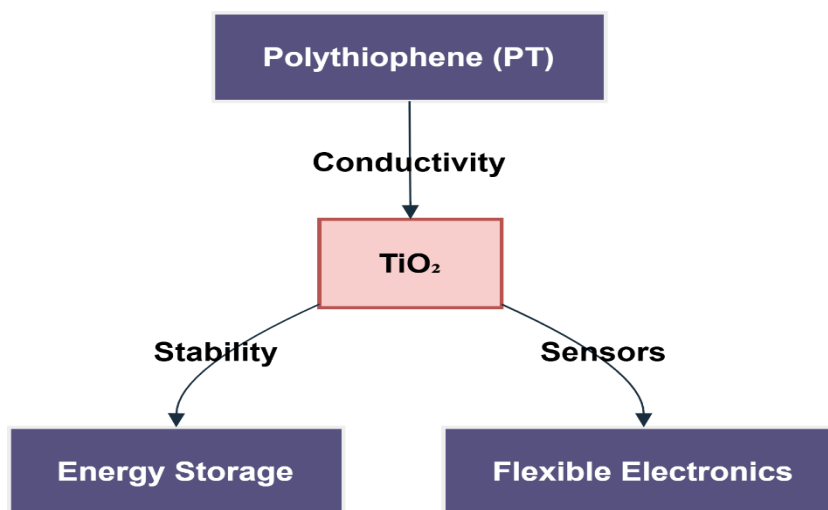 Polythiophene (PT)
Conductivity
TiO₂
Stability
Sensors
Energy Storage
Flexible Electronics